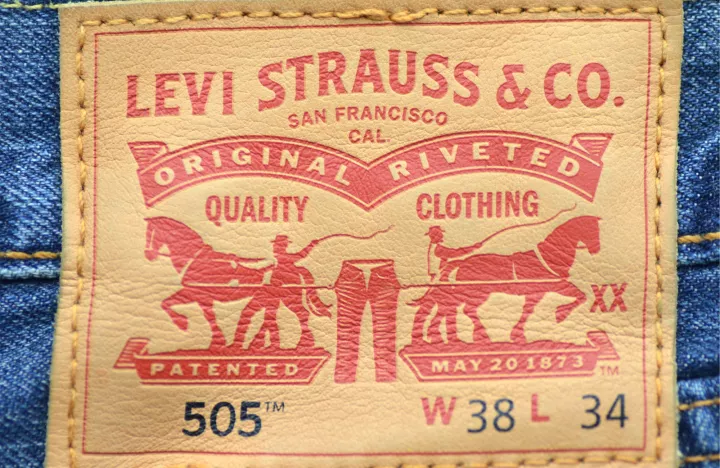 LEVI STRAUSS & CO.
SAN FRANCISCO
CAL.
ORIGINAL RIVETED
QUALITY CLOTHING
XX
PATENTED MAY 20 1873 ™
505™ W 38 L 34